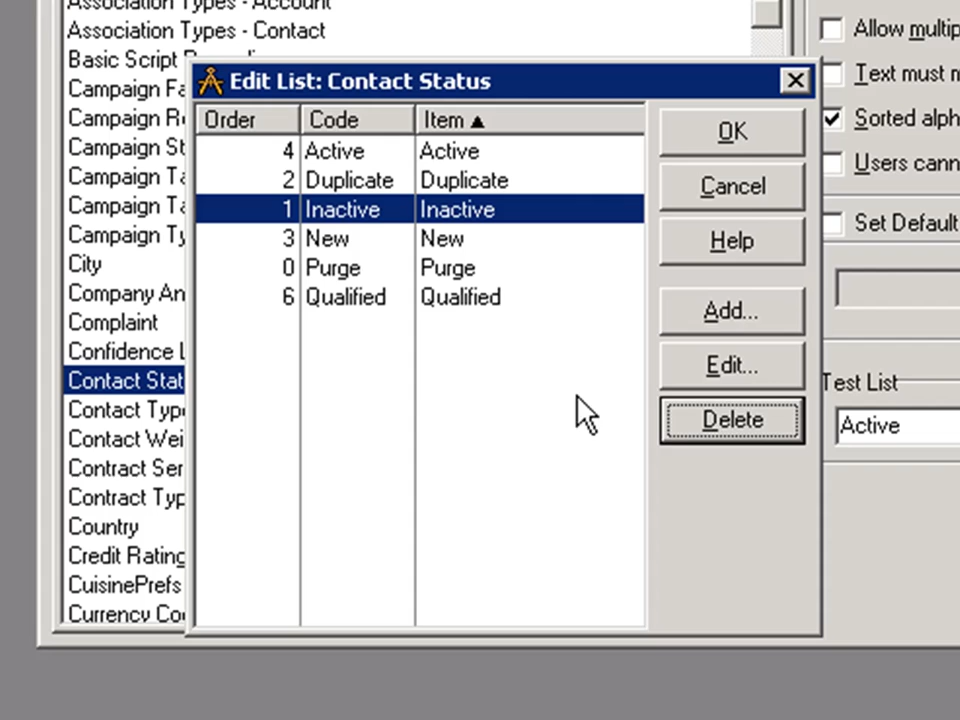 Association Types - Account
Association Types - Contact
Basic Script
Campaign
Campaign
Campaign
Campaign
Campaign
Campaign
City
Company
Complaint
Confidence
Contact
Contact
Contact
Contract
Contract
Country
Credit Rating
CuisinePrefs
Currency
Edit List: Contact Status
Order Code Item
4 Active Active
2 Duplicate Duplicate
1 Inactive Inactive
3 New New
0 Purge Purge
6 Qualified Qualified
OK
Cancel
Help
Add...
Edit...
Delete
Allow
Text must
Sorted
Users
Set Default
Test List
Active